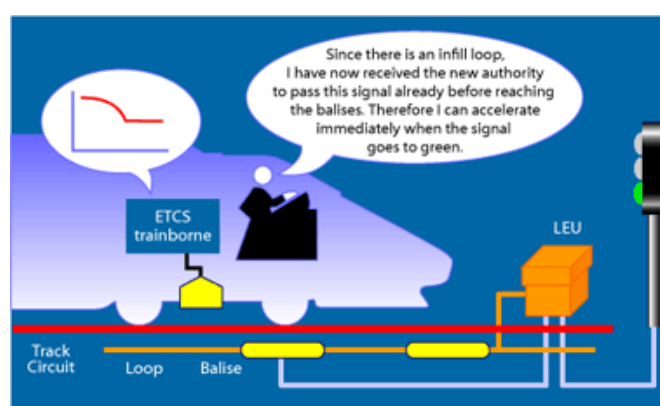 Since there is an infill loop,
I have now received the new authority
to pass this signal already before reaching
the balises. Therefore I can accelerate
immediately when the signal
goes to green.
ETCS
trainborne
LEU
Track
Circuit
Loop
Balise